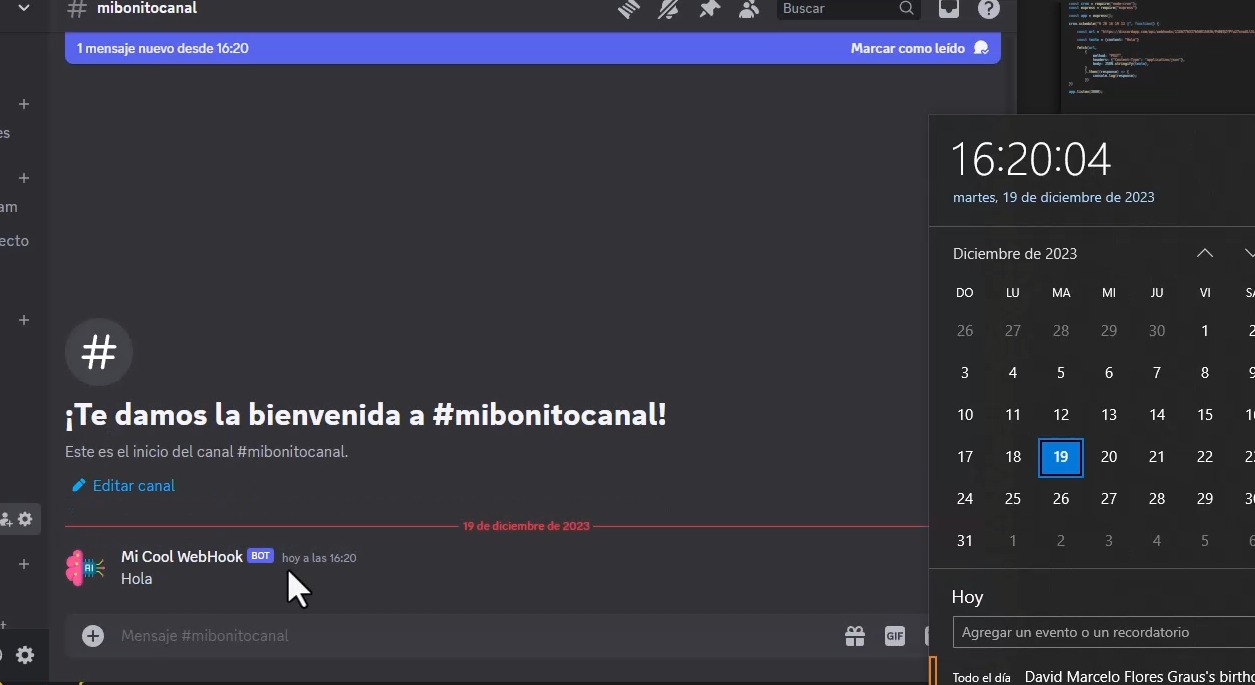 mibonitocanal
Buscar
1 mensaje nuevo desde 16:20
Marcar como leído
es
am
ecto
¡Te damos la bienvenida a #mibonitocanal!
Este es el inicio del canal #mibonitocanal.
Editar canal
19 de diciembre de 2023
Mi Cool WebHook BOT hoy a las 16:20
Hola
Mensaje #mibonitocanal
GIF
AI
16:20:04
martes, 19 de diciembre de 2023
Diciembre de 2023
DO LU MA MI JU VI SA
26 27 28 29 30 1 2
3 4 5 6 7 8 9
10 11 12 13 14 15 1
17 18 19 20 21 22 2
24 25 26 27 28 29 30
31 1 2 3 4 5 6
Hoy
Agregar un evento o un recordatorio
Todo el día David Marcelo Flores Graus's birth